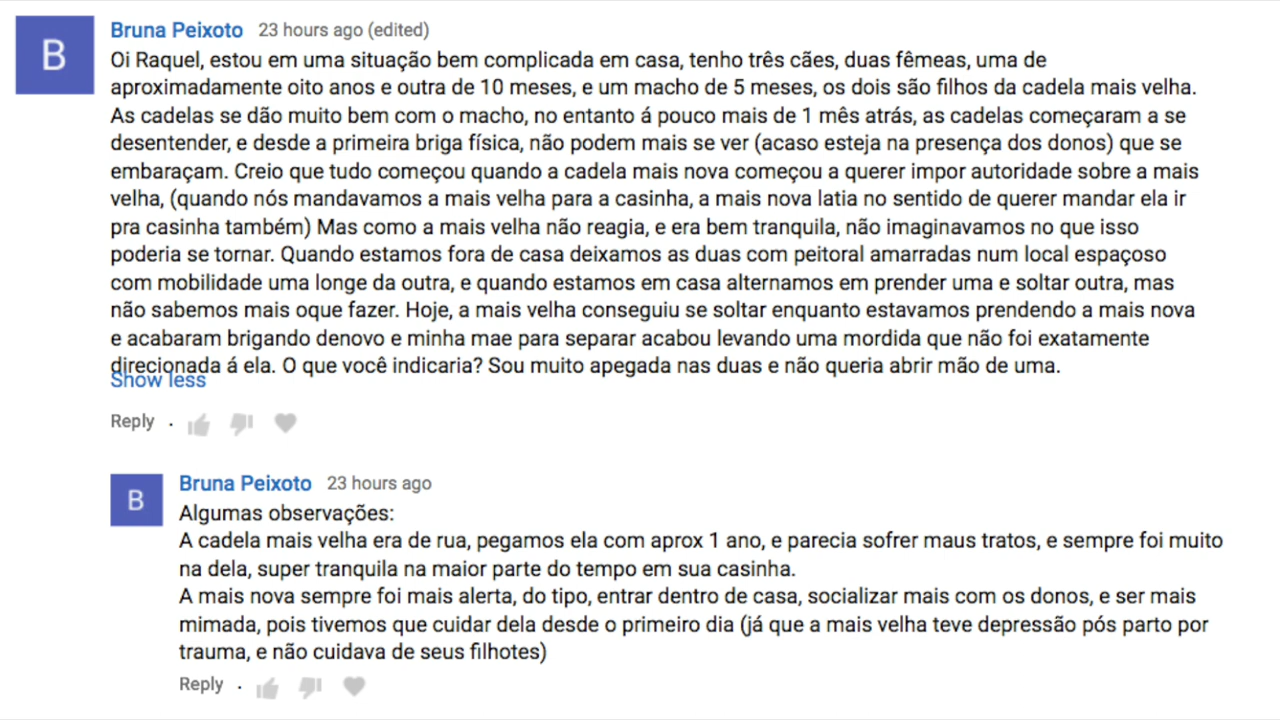 B
Bruna Peixoto 23 hours ago (edited)
Oi Raquel, estou em uma situação bem complicada em casa, tenho três cães, duas fêmeas, uma de
aproximadamente oito anos e outra de 10 meses, e um macho de 5 meses, os dois são filhos da cadela mais velha.
As cadelas se dão muito bem com o macho, no entanto á pouco mais de 1 mês atrás, as cadelas começaram a se
desentender, e desde a primeira briga física, não podem mais se ver (acaso esteja na presença dos donos) que se
embaraçam. Creio que tudo começou quando a cadela mais nova começou a querer impor autoridade sobre a mais
velha, (quando nós mandavamos a mais velha para a casinha, a mais nova latia no sentido de querer mandar ela ir
pra casinha também) Mas como a mais velha não reagia, e era bem tranquila, não imaginavamos no que isso
poderia se tornar. Quando estamos fora de casa deixamos as duas com peitoral amarradas num local espaçoso
com mobilidade uma longe da outra, e quando estamos em casa alternamos em prender uma e soltar outra, mas
não sabemos mais oque fazer. Hoje, a mais velha conseguiu se soltar enquanto estavamos prendendo a mais nova
e acabaram brigando denovo e minha mae para separar acabou levando uma mordida que não foi exatamente
direcionada á ela. O que você indicaria? Sou muito apegada nas duas e não queria abrir mão de uma.
Show less
Reply .
B
Bruna Peixoto 23 hours ago
Algumas observações:
A cadela mais velha era de rua, pegamos ela com aprox 1 ano, e parecia sofrer maus tratos, e sempre foi muito
na dela, super tranquila na maior parte do tempo em sua casinha.
A mais nova sempre foi mais alerta, do tipo, entrar dentro de casa, socializar mais com os donos, e ser mais
mimada, pois tivemos que cuidar dela desde o primeiro dia (já que a mais velha teve depressão pós parto por
trauma, e não cuidava de seus filhotes)
Reply .